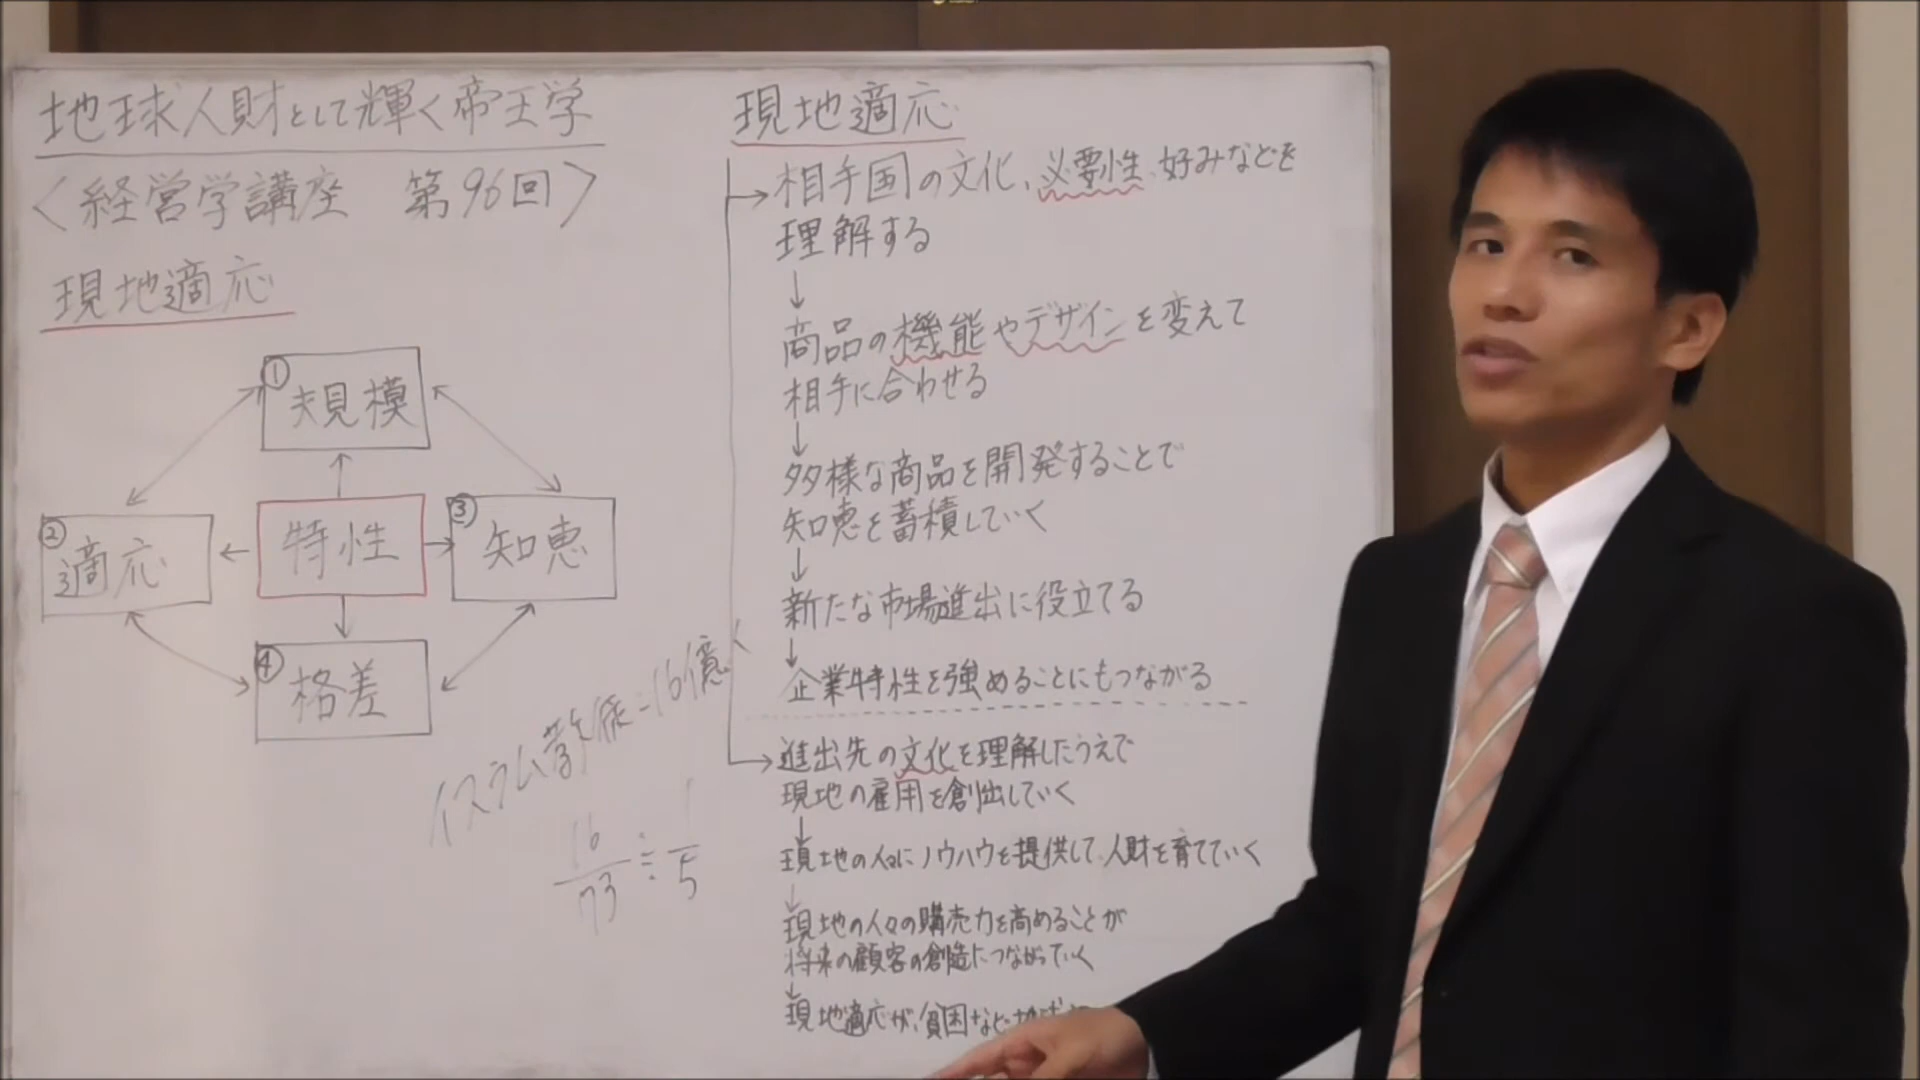 地球人財として輝く帝王学
〈経営学講座 第96回〉
現地適応
①
規模
②
適応
特性
③
知恵
④
格差
イスラム教徒=16億
16/73≒1/5
現地適応
相手国の文化、必要性、好みなどを
理解する
↓
商品の機能やデザインを変えて
相手に合わせる
↓
多様な商品を開発することで
知恵を蓄積していく
↓
新たな市場進出に役立てる
↓
企業特性を強めることにもつながる
進出先の文化を理解したうえで
現地の雇用を創出していく
↓
現地の人々にノウハウを提供して、人財を育てていく
↓
現地の人々の購売力を高めることが
将来の顧客の創造につながっていく
↓
現地適応が、貧困など